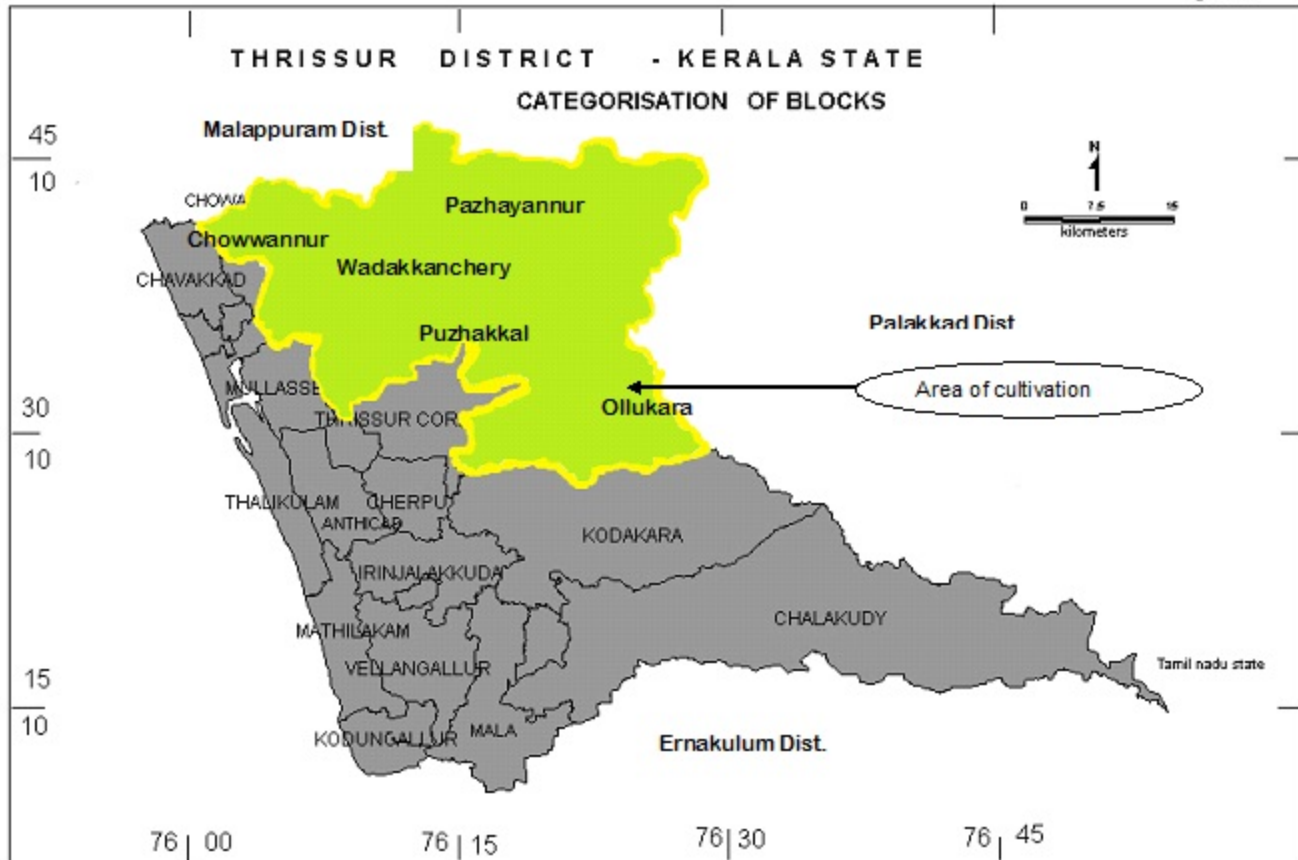 THRISSUR DISTRICT - KERALA STATE
CATEGORISATION OF BLOCKS
Malappuram Dist.
45
10
N
CHOWA
Pazhayannur
0 7.5 15
kilometers
Chowwannur
Wadakkanchery
CHAVAKKAD
Palakkad Dist
Puzhakkal
MULLASSE
Area of cultivation
Ollukara
30
10
THRISSUR COR
THALIKULAM
CHERPU
ANTHICAD
KODAKARA
IRINJALAKKUDA
CHALAKUDY
MATHILAKAM
VELLANGALLUR
Tamil nadu state
15
10
KODUNGALLUR
MALA
Ernakulum Dist.
76 00
76 15
76 30
76 45